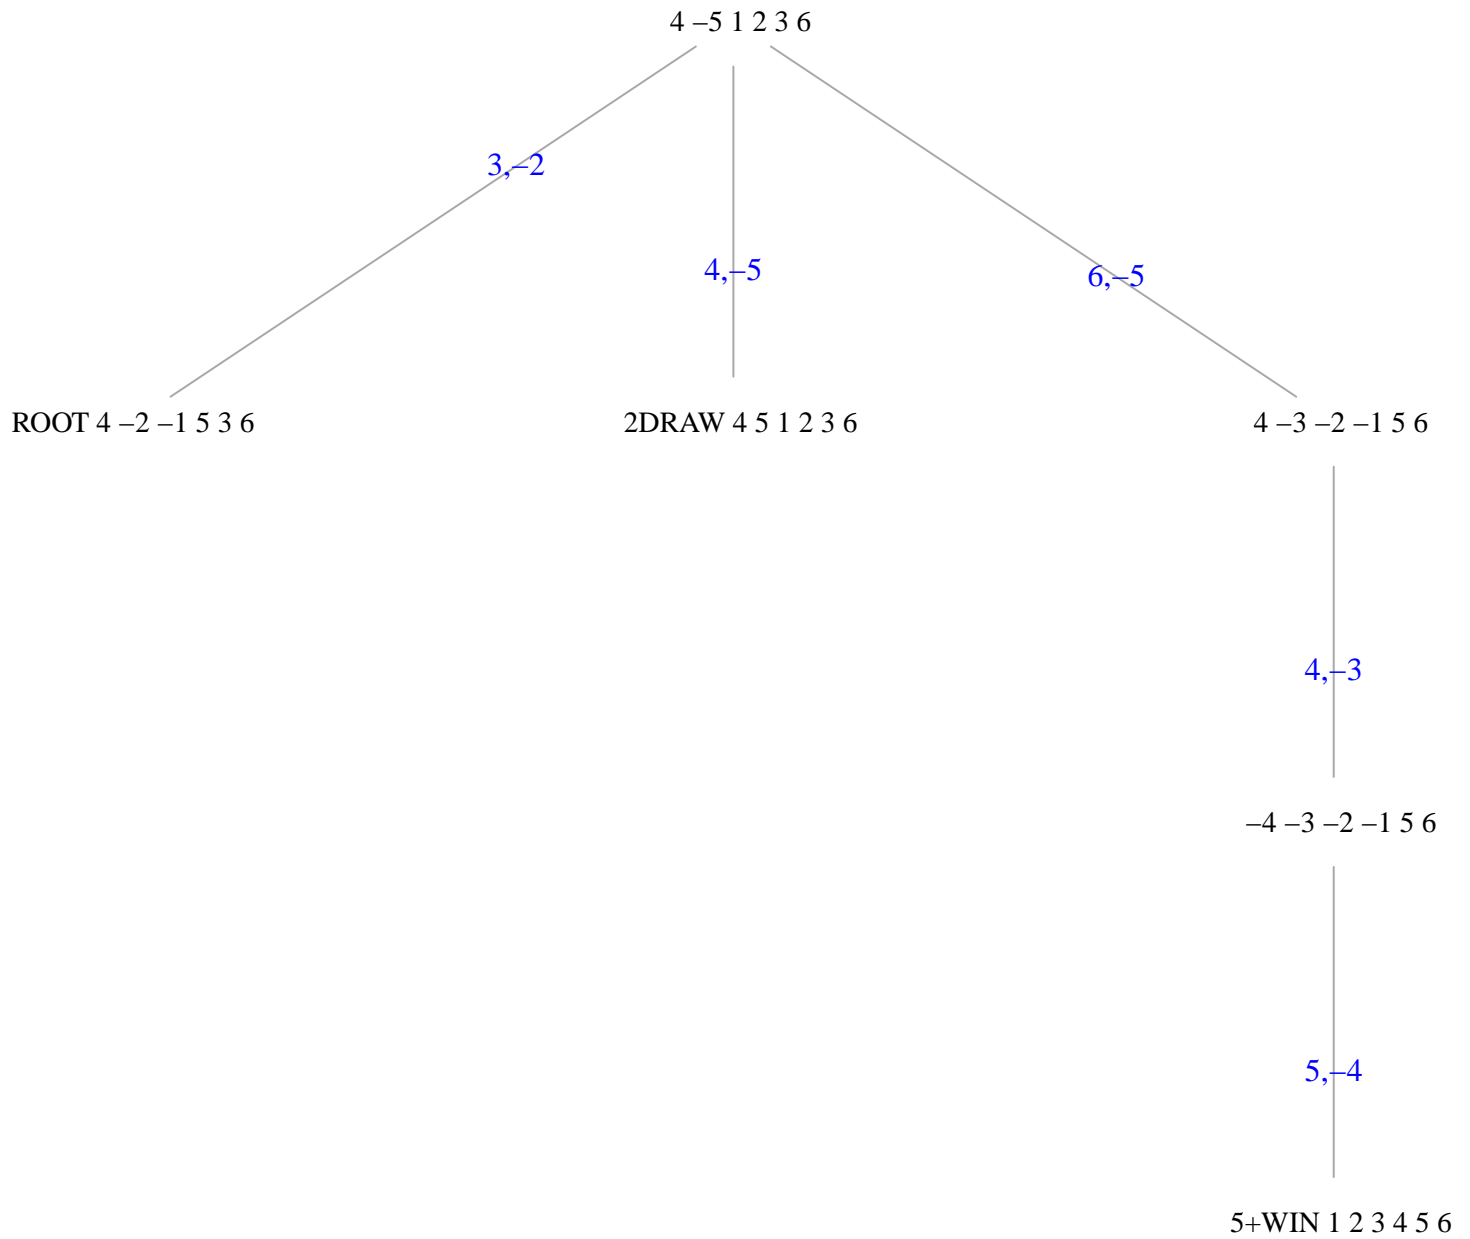 4 –5 1 2 3 6
3,–2
4,–5
6,–5
ROOT 4 –2 –1 5 3 6
2DRAW 4 5 1 2 3 6
4 –3 –2 –1 5 6
4,–3
–4 –3 –2 –1 5 6
5,–4
5+WIN 1 2 3 4 5 6